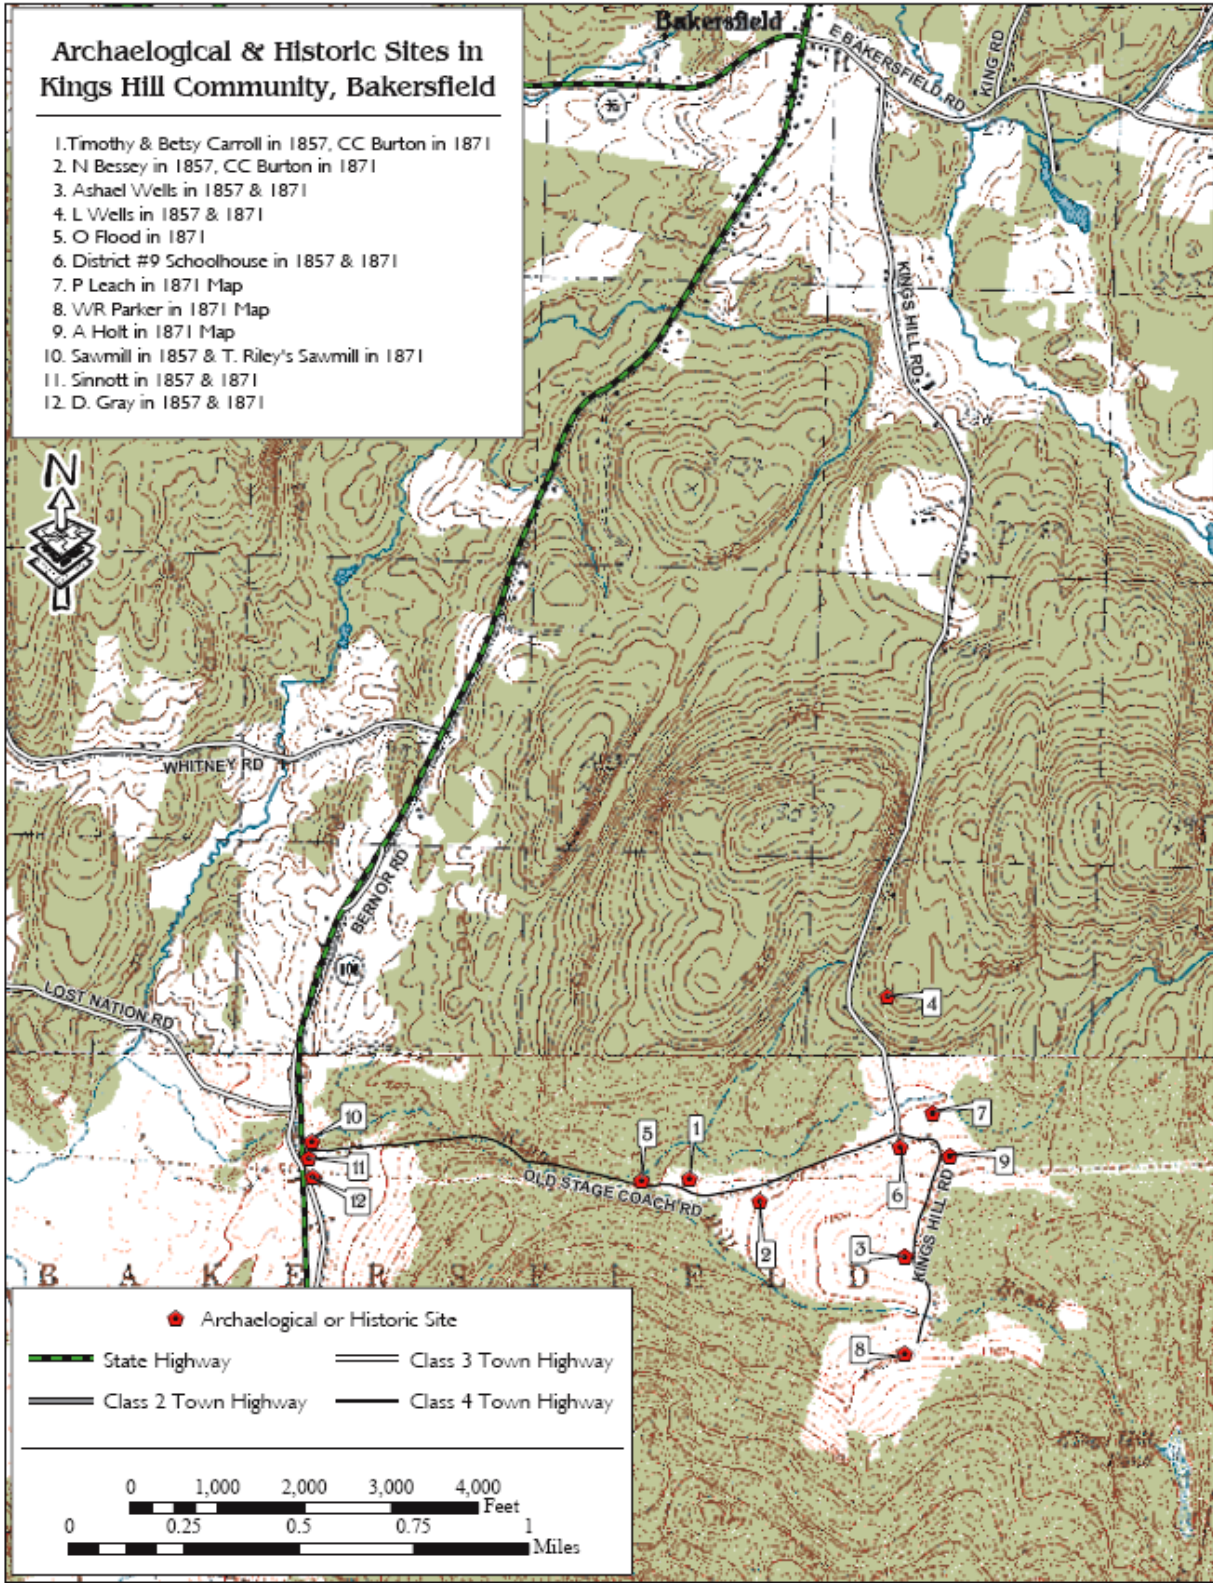 Bakersfield
Archaelogical & Historic Sites in
Kings Hill Community, Bakersfield
1.Timothy & Betsy Carroll in 1857, CC Burton in 1871
2. N Bessey in 1857, CC Burton in 1871
3. Ashael Wells in 1857 & 1871
4. L Wells in 1857 & 1871
5. O Flood in 1871
6. District #9 Schoolhouse in 1857 & 1871
7. P Leach in 1871 Map
8. WR Parker in 1871 Map
9. A Holt in 1871 Map
10. Sawmill in 1857 & T. Riley's Sawmill in 1871
11. Sinnott in 1857 & 1871
12. D. Gray in 1857 & 1871
E BAKERSFIELD RD
KING RD
KINGS HILL RD
N
WHITNEY RD
BERNOR RD
108
LOST NATION RD
4
10
5
1
7
11
9
OLD STAGE COACH RD
12
6
2
3
KINGS HILL RD
BAKERSFIELD
8
Archaelogical or Historic Site
State Highway
Class 3 Town Highway
Class 2 Town Highway
Class 4 Town Highway
0 1,000 2,000 3,000 4,000
Feet
0 0.25 0.5 0.75 1
Miles